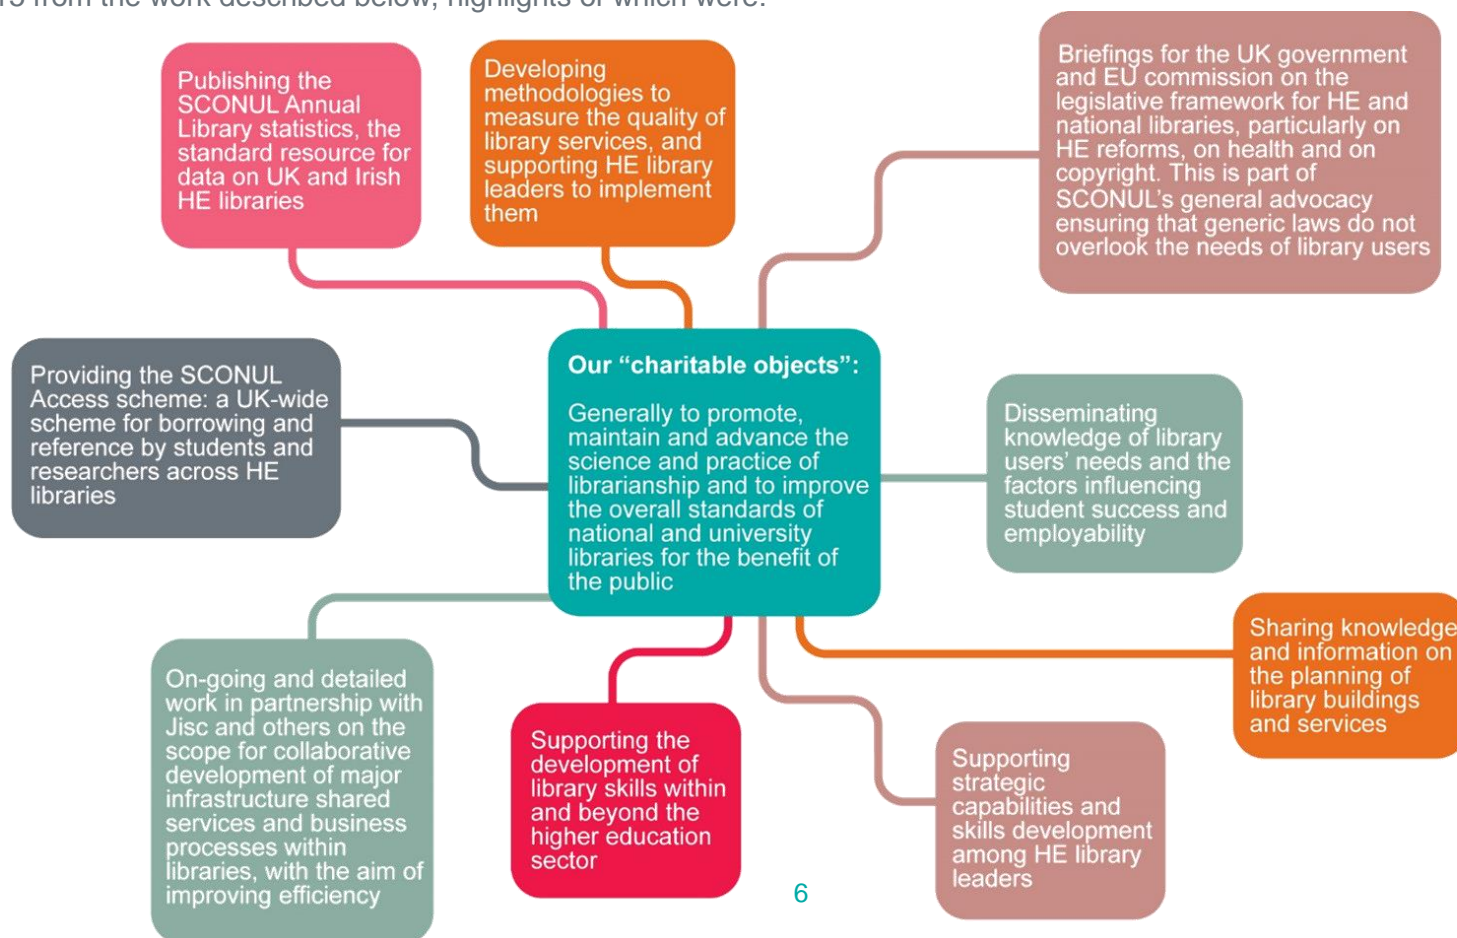 from the work described below, highlights of which were:
Publishing the
SCONUL Annual
Library statistics, the
standard resource for
data on UK and Irish
HE libraries
Developing
methodologies to
measure the quality of
library services, and
supporting HE library
leaders to implement
them
Briefings for the UK government
and EU commission on the
legislative framework for HE and
national libraries, particularly on
HE reforms, on health and on
copyright. This is part of
SCONUL's general advocacy
ensuring that generic laws do not
overlook the needs of library users
Providing the SCONUL
Access scheme: a UK-wide
scheme for borrowing and
reference by students and
researchers across HE
libraries
Our “charitable objects”:
Generally to promote,
maintain and advance the
science and practice of
librarianship and to improve
the overall standards of
national and university
libraries for the benefit of
the public
Disseminating
knowledge of library
users’ needs and the
factors influencing
student success and
employability
Sharing knowledge
and information on
the planning of
library buildings
and services
On-going and detailed
work in partnership with
Jisc and others on the
scope for collaborative
development of major
infrastructure shared
services and business
processes within
libraries, with the aim of
improving efficiency
Supporting the
development of
library skills within
and beyond the
higher education
sector
Supporting
strategic
capabilities and
skills development
among HE library
leaders
6